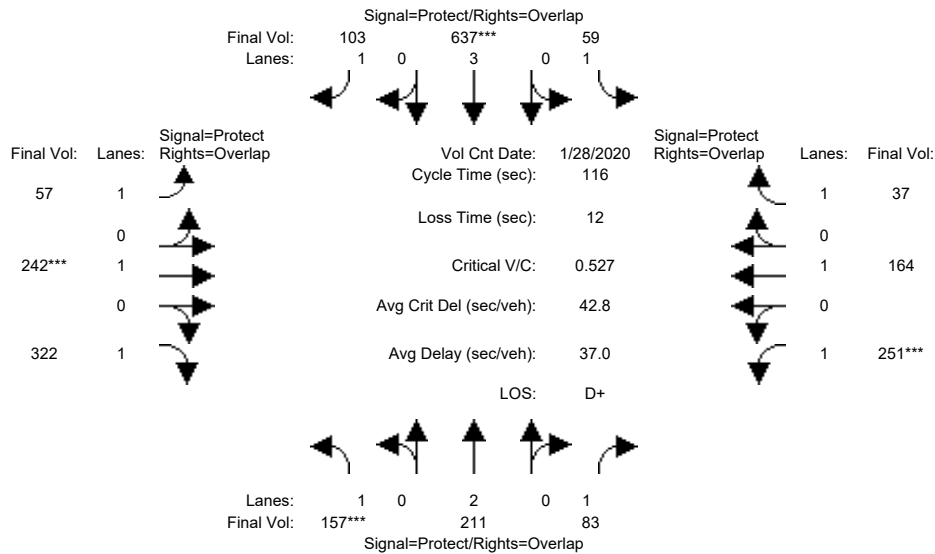 Signal=Protect/Rights=Overlap
Final Vol: 103 637*** 59
Lanes: 1 0 3 0 1
Signal=Protect
Final Vol: Lanes: Rights=Overlap
Vol Cnt Date: 1/28/2020
Signal=Protect
Rights=Overlap Lanes: Final Vol:
Cycle Time (sec): 116
57 1
1 37
Loss Time (sec): 12
0
0
242*** 1
Critical V/C: 0.527
1 164
0
Avg Crit Del (sec/veh): 42.8
0
322 1
Avg Delay (sec/veh): 37.0
1 251***
LOS: D+
Lanes: 1 0 2 0 1
Final Vol: 157*** 211 83
Signal=Protect/Rights=Overlap